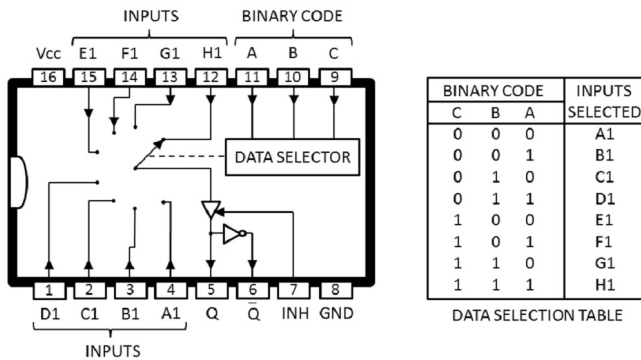 INPUTS BINARY CODE
Vcc E1 F1 G1 H1 A B C
16 15 14 13 12 11 10 9
DATA SELECTOR
1 2 3 4 5 6 7 8
D1 C1 B1 A1 Q Q̅ INH GND
INPUTS
BINARY CODE INPUTS
C B A SELECTED
0 0 0 A1
0 0 1 B1
0 1 0 C1
0 1 1 D1
1 0 0 E1
1 0 1 F1
1 1 0 G1
1 1 1 H1
DATA SELECTION TABLE